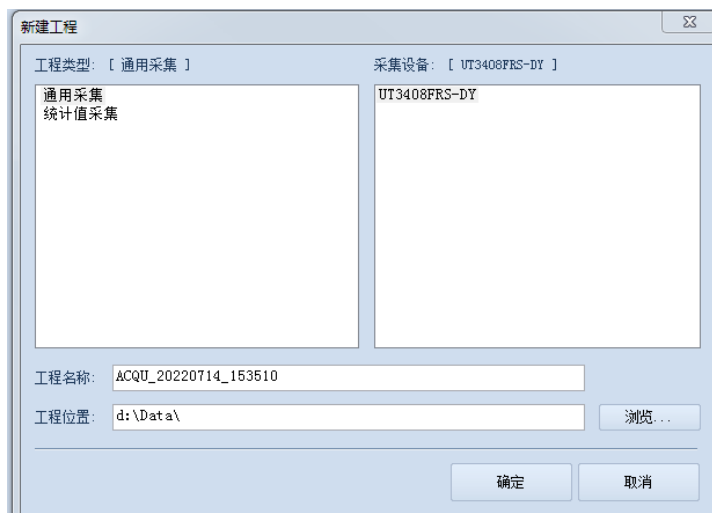 新建工程
工程类型: [ 通用采集 ]
采集设备: [ UT3408FRS-DY ]
通用采集
统计值采集
UT3408FRS-DY
工程名称: ACQU_20220714_153510
工程位置: d:\Data\ 浏览...
确定 取消